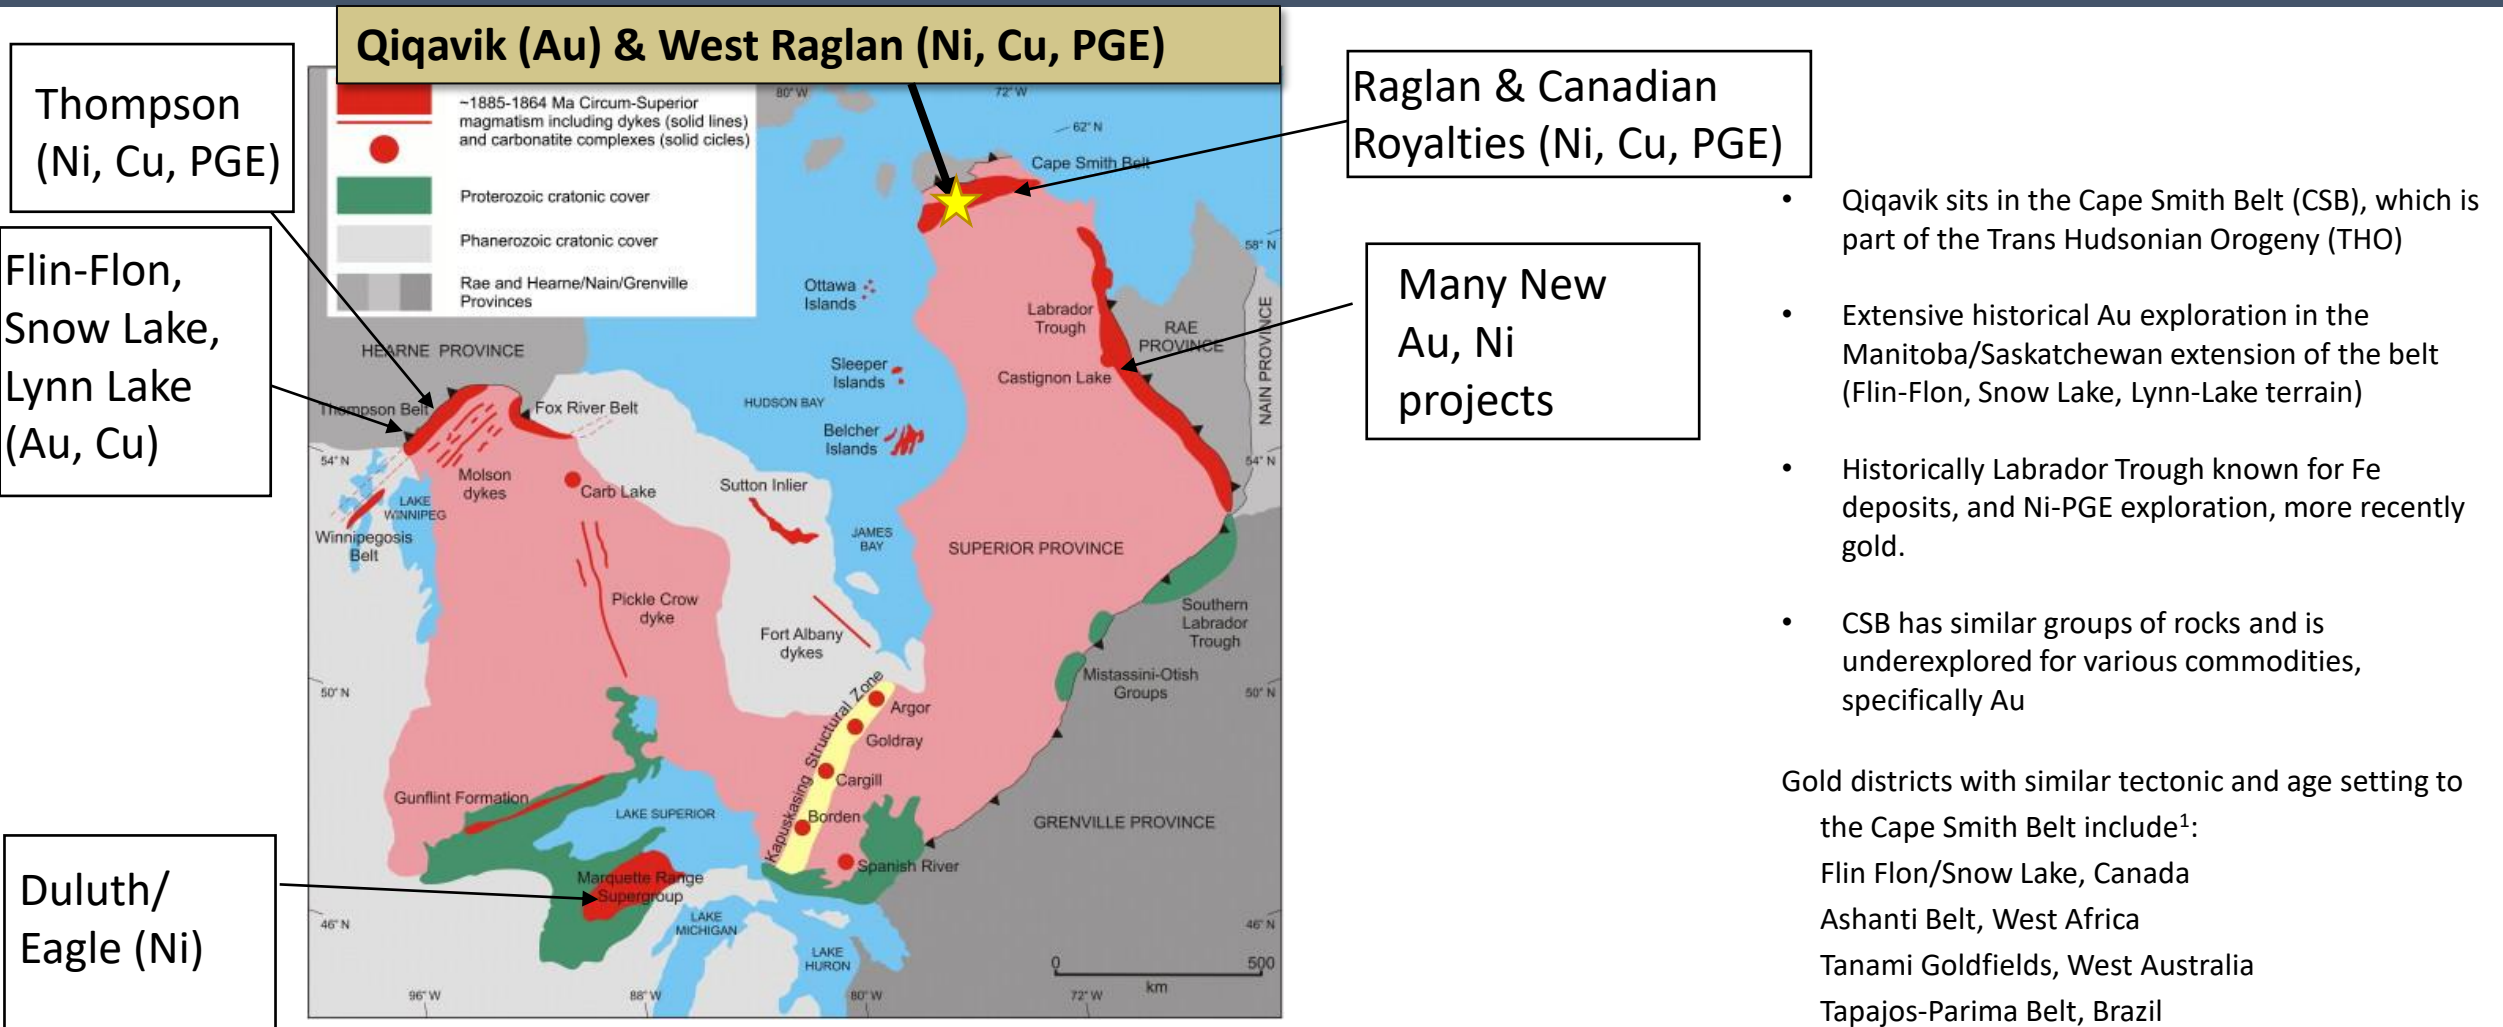 Qiqavik (Au) & West Raglan (Ni, Cu, PGE)
Thompson
(Ni, Cu, PGE)
Flin-Flon,
Snow Lake,
Lynn Lake
(Au, Cu)
Duluth/
Eagle (Ni)
Raglan & Canadian
Royalties (Ni, Cu, PGE)
Many New
Au, Ni
projects
~1885-1864 Ma Circum-Superior
magmatism including dykes (solid lines)
and carbonatite complexes (solid cicles)
Proterozoic cratonic cover
Phanerozoic cratonic cover
Rae and Hearne/Nain/Grenville
Provinces
80° W
72° W
62° N
Cape Smith Belt
58° N
Ottawa
Islands
Labrador
Trough
RAE
PROVINCE
NAIN PROVINCE
HEARNE PROVINCE
Sleeper
Islands
Castignon Lake
HUDSON BAY
Thompson Belt
Fox River Belt
Belcher
Islands
54° N
54° N
Molson
dykes
Carb Lake
Sutton Inlier
LAKE
WINNIPEG
Winnipegosis
Belt
JAMES
BAY
SUPERIOR PROVINCE
Pickle Crow
dyke
Fort Albany
dykes
Southern
Labrador
Trough
Mistassini-Otish
Groups
50° N
50° N
Kapuskasing Structural Zone
Argor
Goldray
Cargill
Borden
Gunflint Formation
LAKE SUPERIOR
GRENVILLE PROVINCE
Spanish River
Marquette Range
Supergroup
LAKE
MICHIGAN
LAKE
HURON
46° N
46° N
0
500
km
96° W
88° W
80° W
72° W
• Qiqavik sits in the Cape Smith Belt (CSB), which is
part of the Trans Hudsonian Orogeny (THO)
• Extensive historical Au exploration in the
Manitoba/Saskatchewan extension of the belt
(Flin-Flon, Snow Lake, Lynn-Lake terrain)
• Historically Labrador Trough known for Fe
deposits, and Ni-PGE exploration, more recently
gold.
• CSB has similar groups of rocks and is
underexplored for various commodities,
specifically Au
Gold districts with similar tectonic and age setting to
the Cape Smith Belt include¹:
Flin Flon/Snow Lake, Canada
Ashanti Belt, West Africa
Tanami Goldfields, West Australia
Tapajos-Parima Belt, Brazil